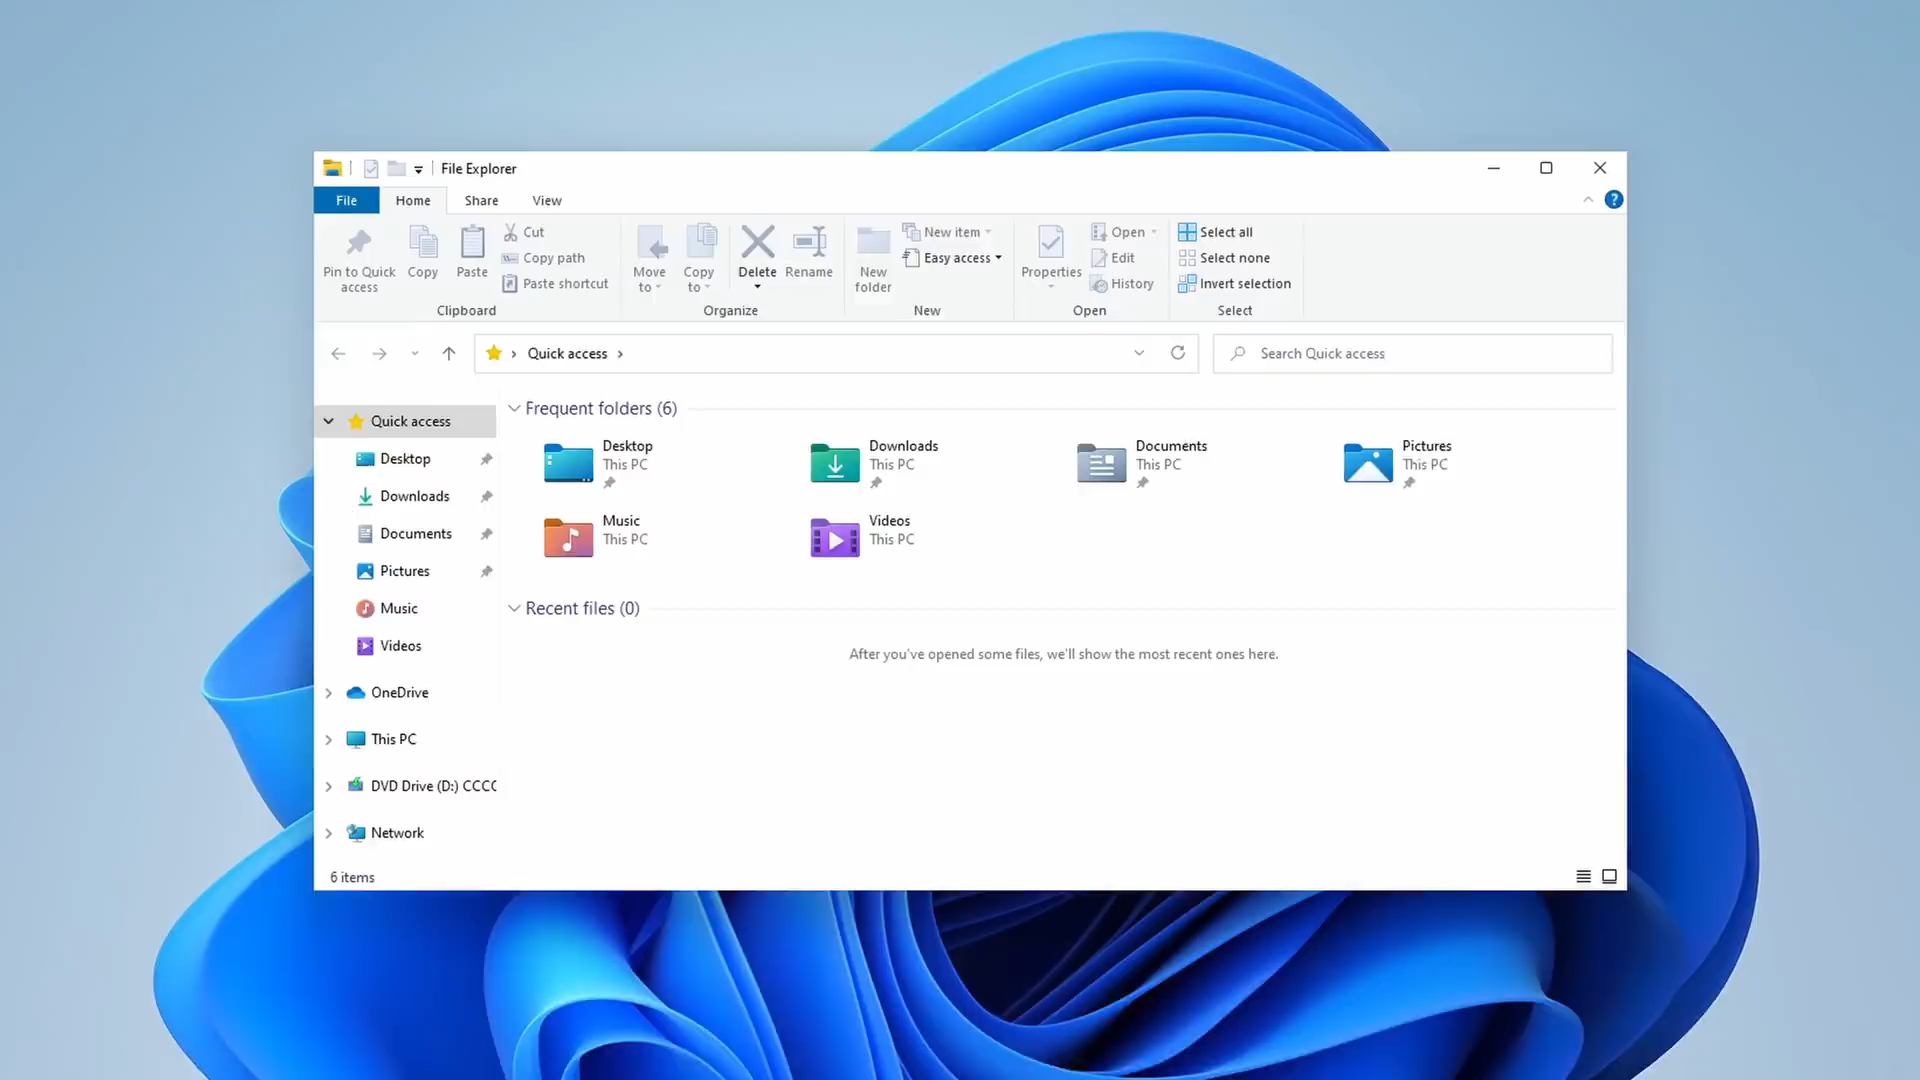 File Explorer
File Home Share View
?
Pin to Quick access
Copy
Paste
Cut
Copy path
Paste shortcut
Clipboard
Move to
Copy to
Delete
Rename
Organize
New folder
New item
Easy access
New
Properties
Open
Edit
History
Open
Select all
Select none
Invert selection
Select
Quick access
Search Quick access
Quick access
Desktop
Downloads
Documents
Pictures
Music
Videos
OneDrive
This PC
DVD Drive (D:) CCCC
Network
Frequent folders (6)
Desktop
This PC
Downloads
This PC
Documents
This PC
Pictures
This PC
Music
This PC
Videos
This PC
Recent files (0)
After you've opened some files, we'll show the most recent ones here.
6 items